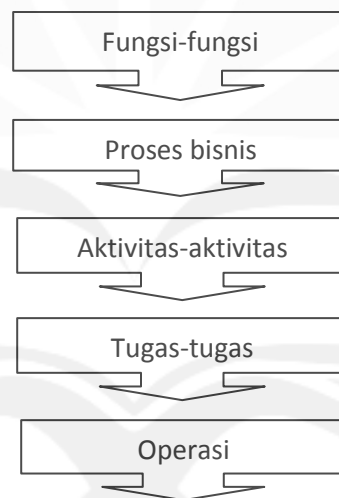 Fungsi-fungsi
Proses bisnis
Aktivitas-aktivitas
Tugas-tugas
Operasi